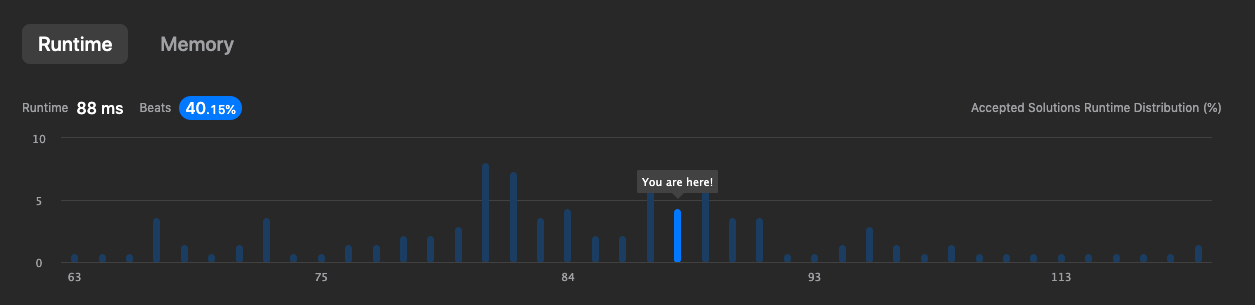 Runtime Memory
Runtime 88 ms Beats 40.15% Accepted Solutions Runtime Distribution (%)
10
You are here!
5
0
63 75 84 93 113